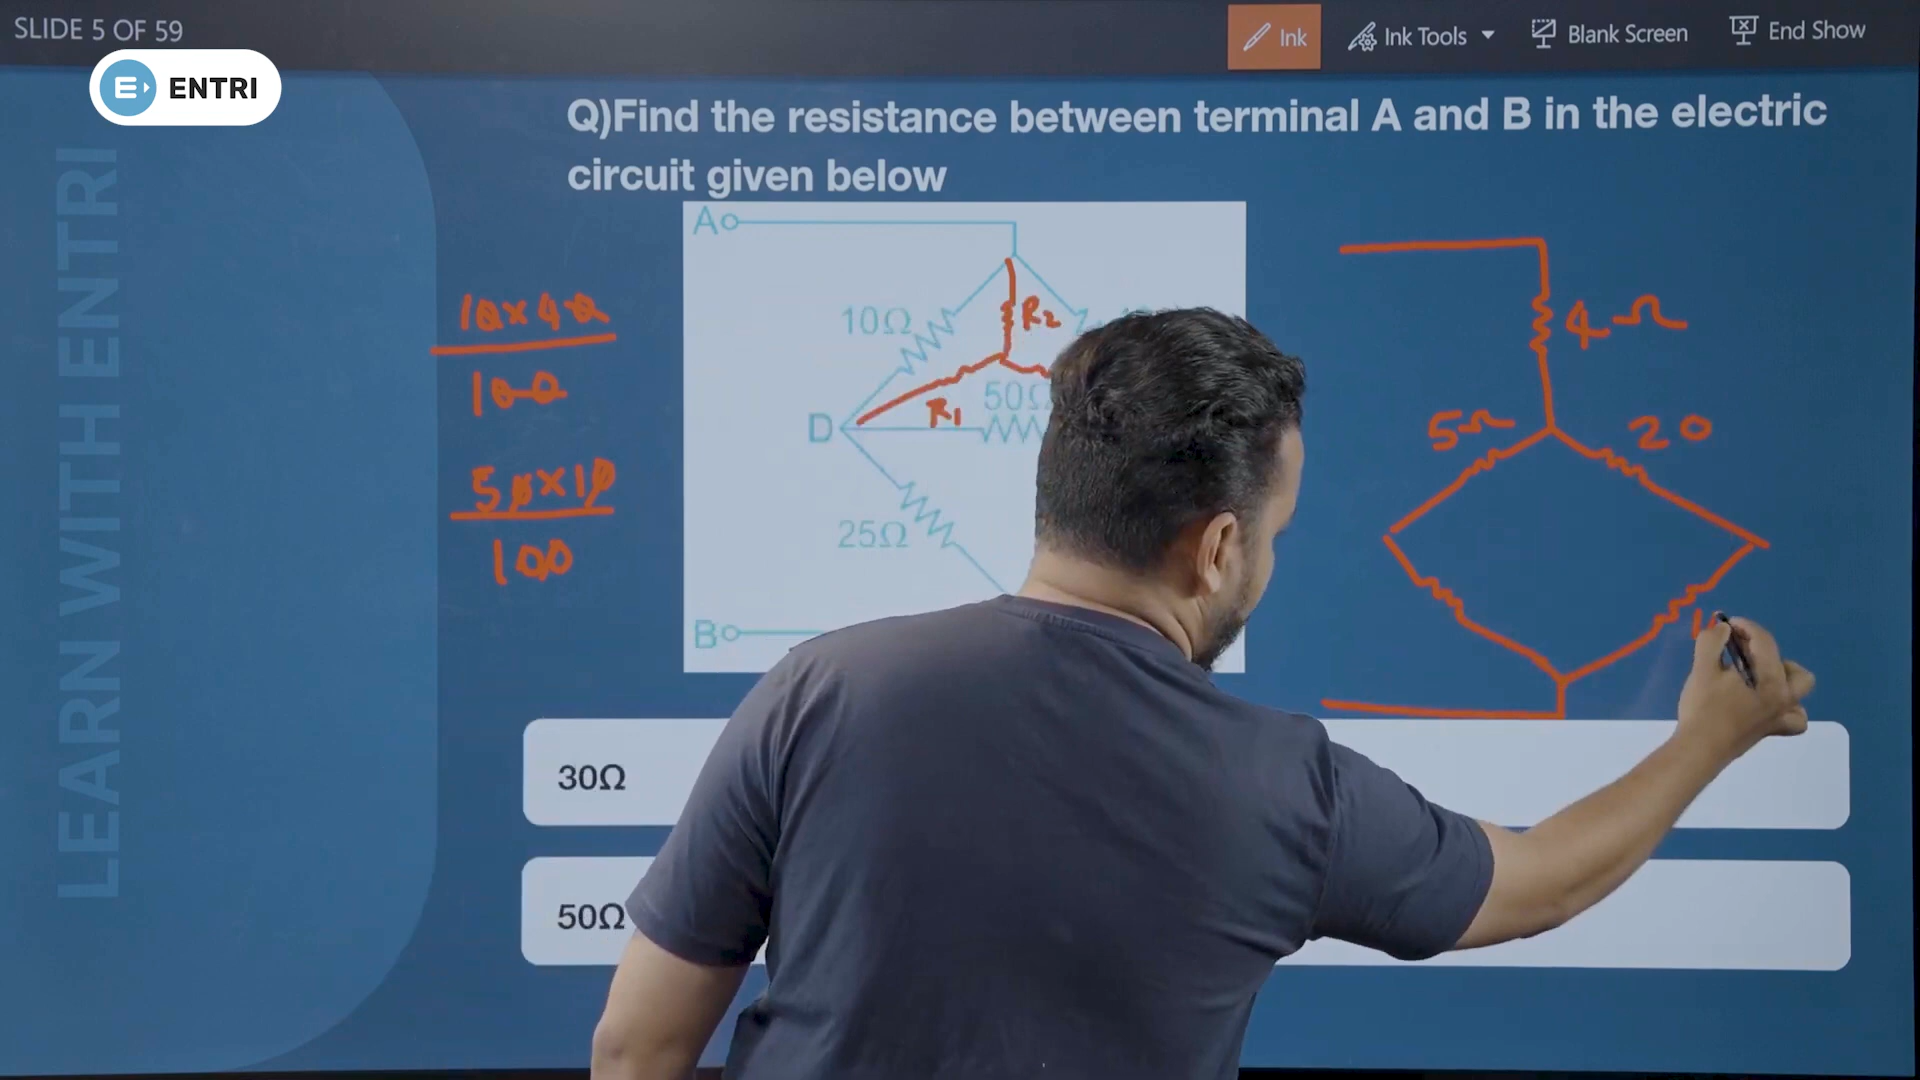 SLIDE 5 OF 59
Ink
Ink Tools
Blank Screen
End Show
E ENTRI
LEARN WITH ENTRI
Q)Find the resistance between terminal A and B in the electric
circuit given below
A
10Ω
R2
50Ω
R1
D
25Ω
B
10×40
100
50×10
100
4Ω
5Ω
20
30Ω
50Ω